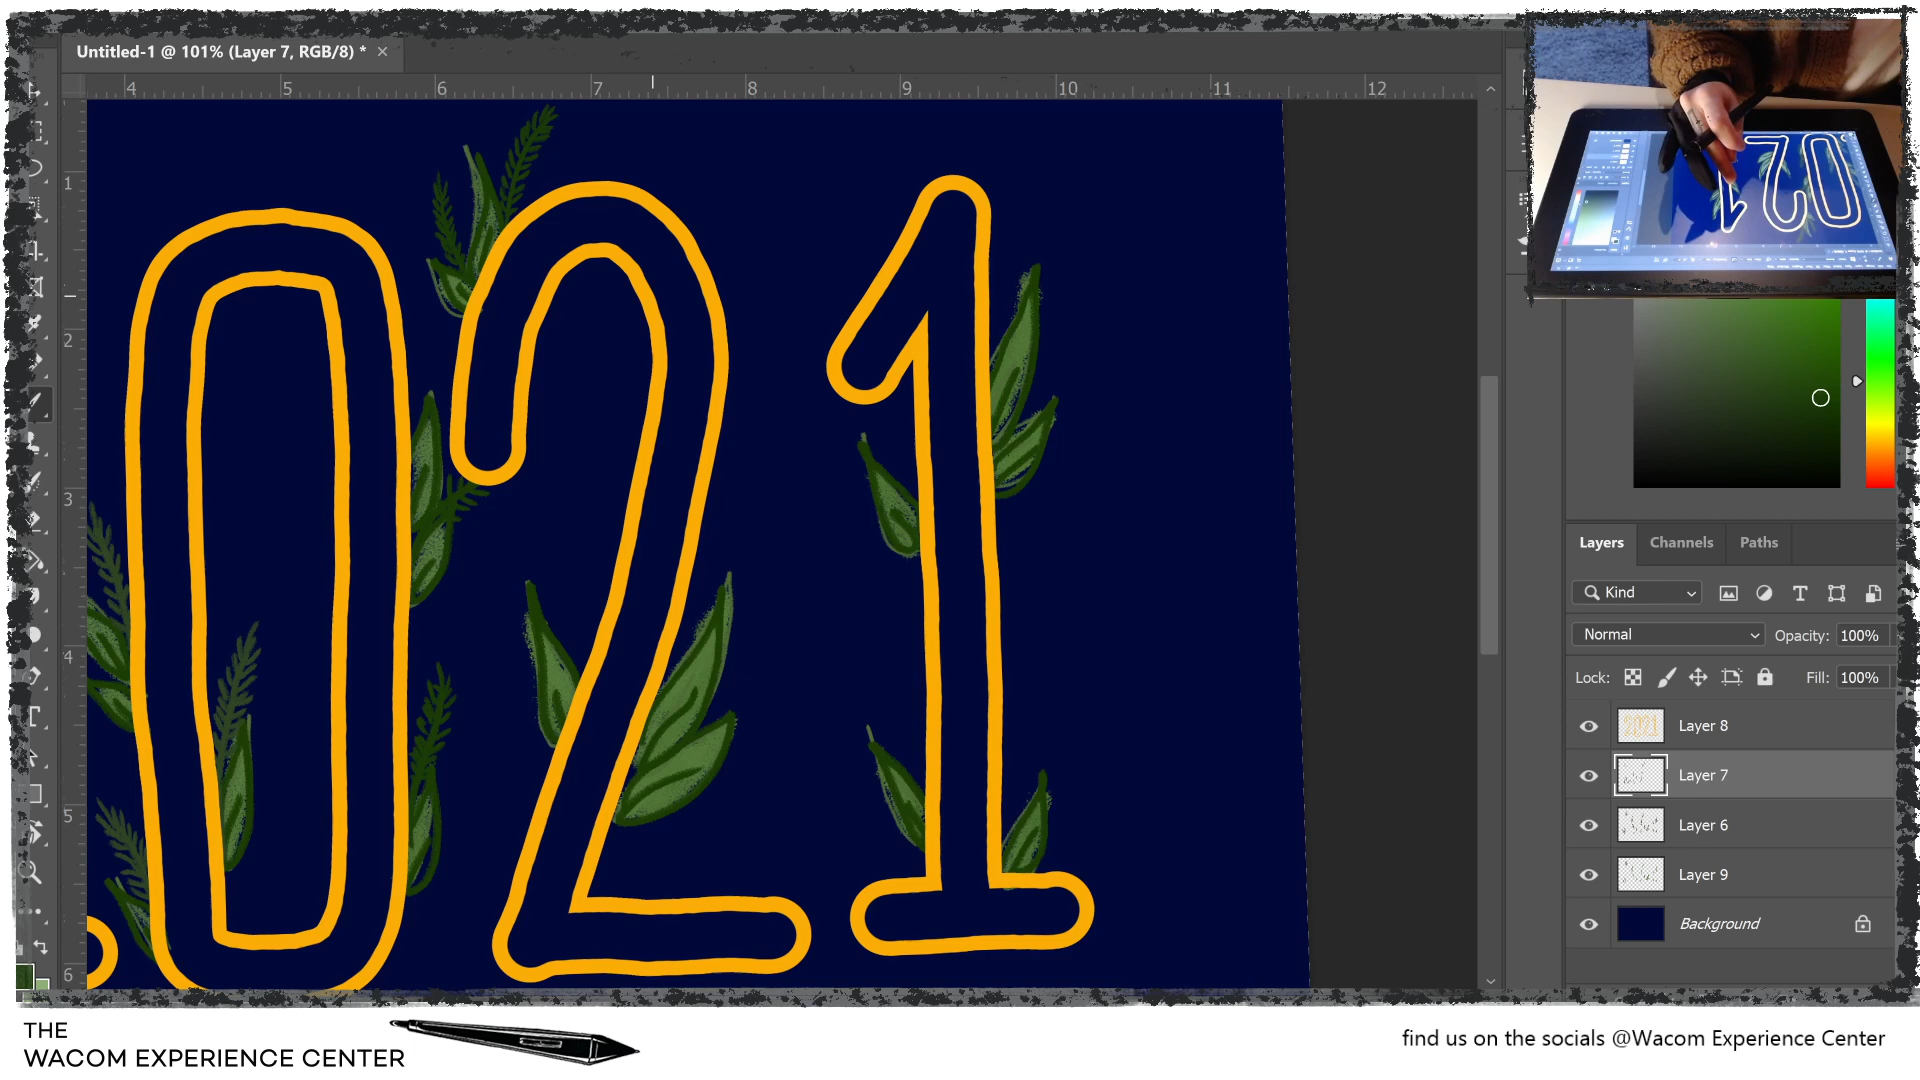 Untitled-1 @ 101% (Layer 7, RGB/8) *
4 5 6 7 8 9 10 11 12
1
2
3
4
5
6
021
Layers Channels Paths
Kind
Normal Opacity: 100%
Lock: Fill: 100%
Layer 8
Layer 7
Layer 6
Layer 9
Background
THE
WACOM EXPERIENCE CENTER
find us on the socials @Wacom Experience Center